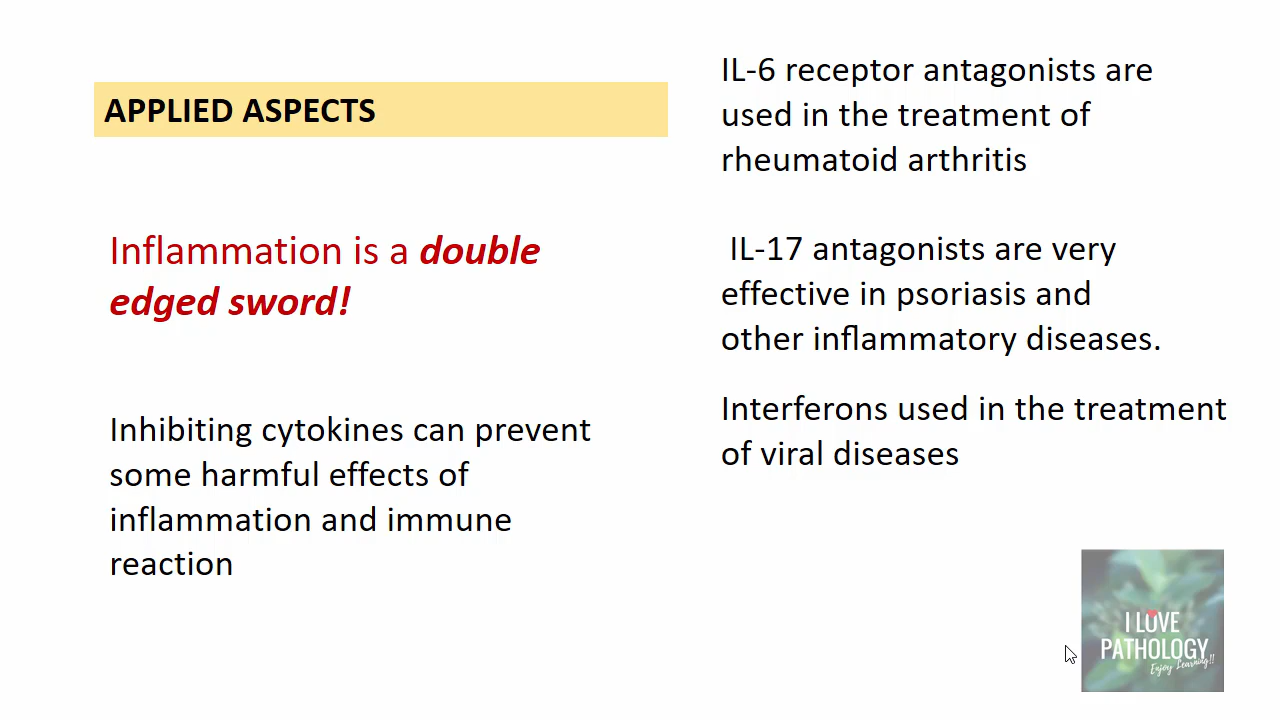 APPLIED ASPECTS
Inflammation is a double
edged sword!
Inhibiting cytokines can prevent
some harmful effects of
inflammation and immune
reaction
IL-6 receptor antagonists are
used in the treatment of
rheumatoid arthritis
IL-17 antagonists are very
effective in psoriasis and
other inflammatory diseases.
Interferons used in the treatment
of viral diseases
I LOVE
PATHOLOGY
Enjoy Learning!!